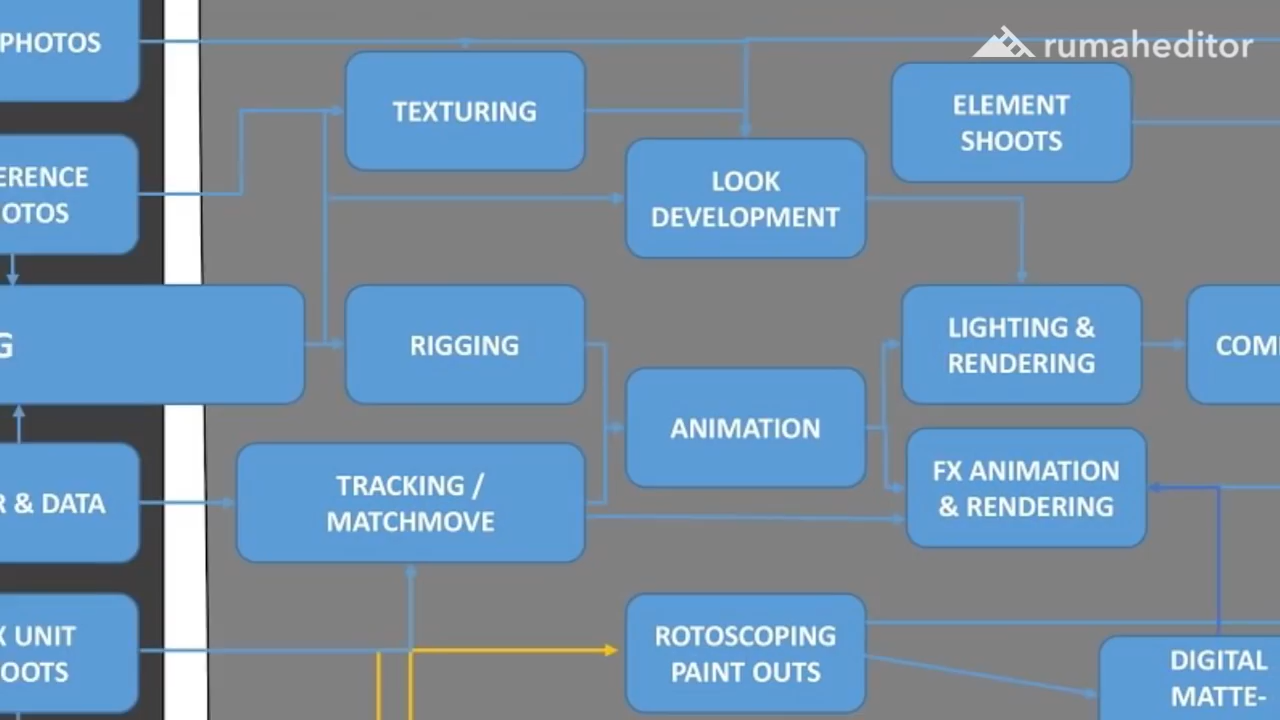 PHOTOS
rumaheditor
TEXTURING
ELEMENT
SHOOTS
ERENCE
OTOS
LOOK
DEVELOPMENT
G
RIGGING
LIGHTING &
RENDERING
COM
ANIMATION
R & DATA
TRACKING /
MATCHMOVE
FX ANIMATION
& RENDERING
X UNIT
OOTS
ROTOSCOPING
PAINT OUTS
DIGITAL
MATTE-